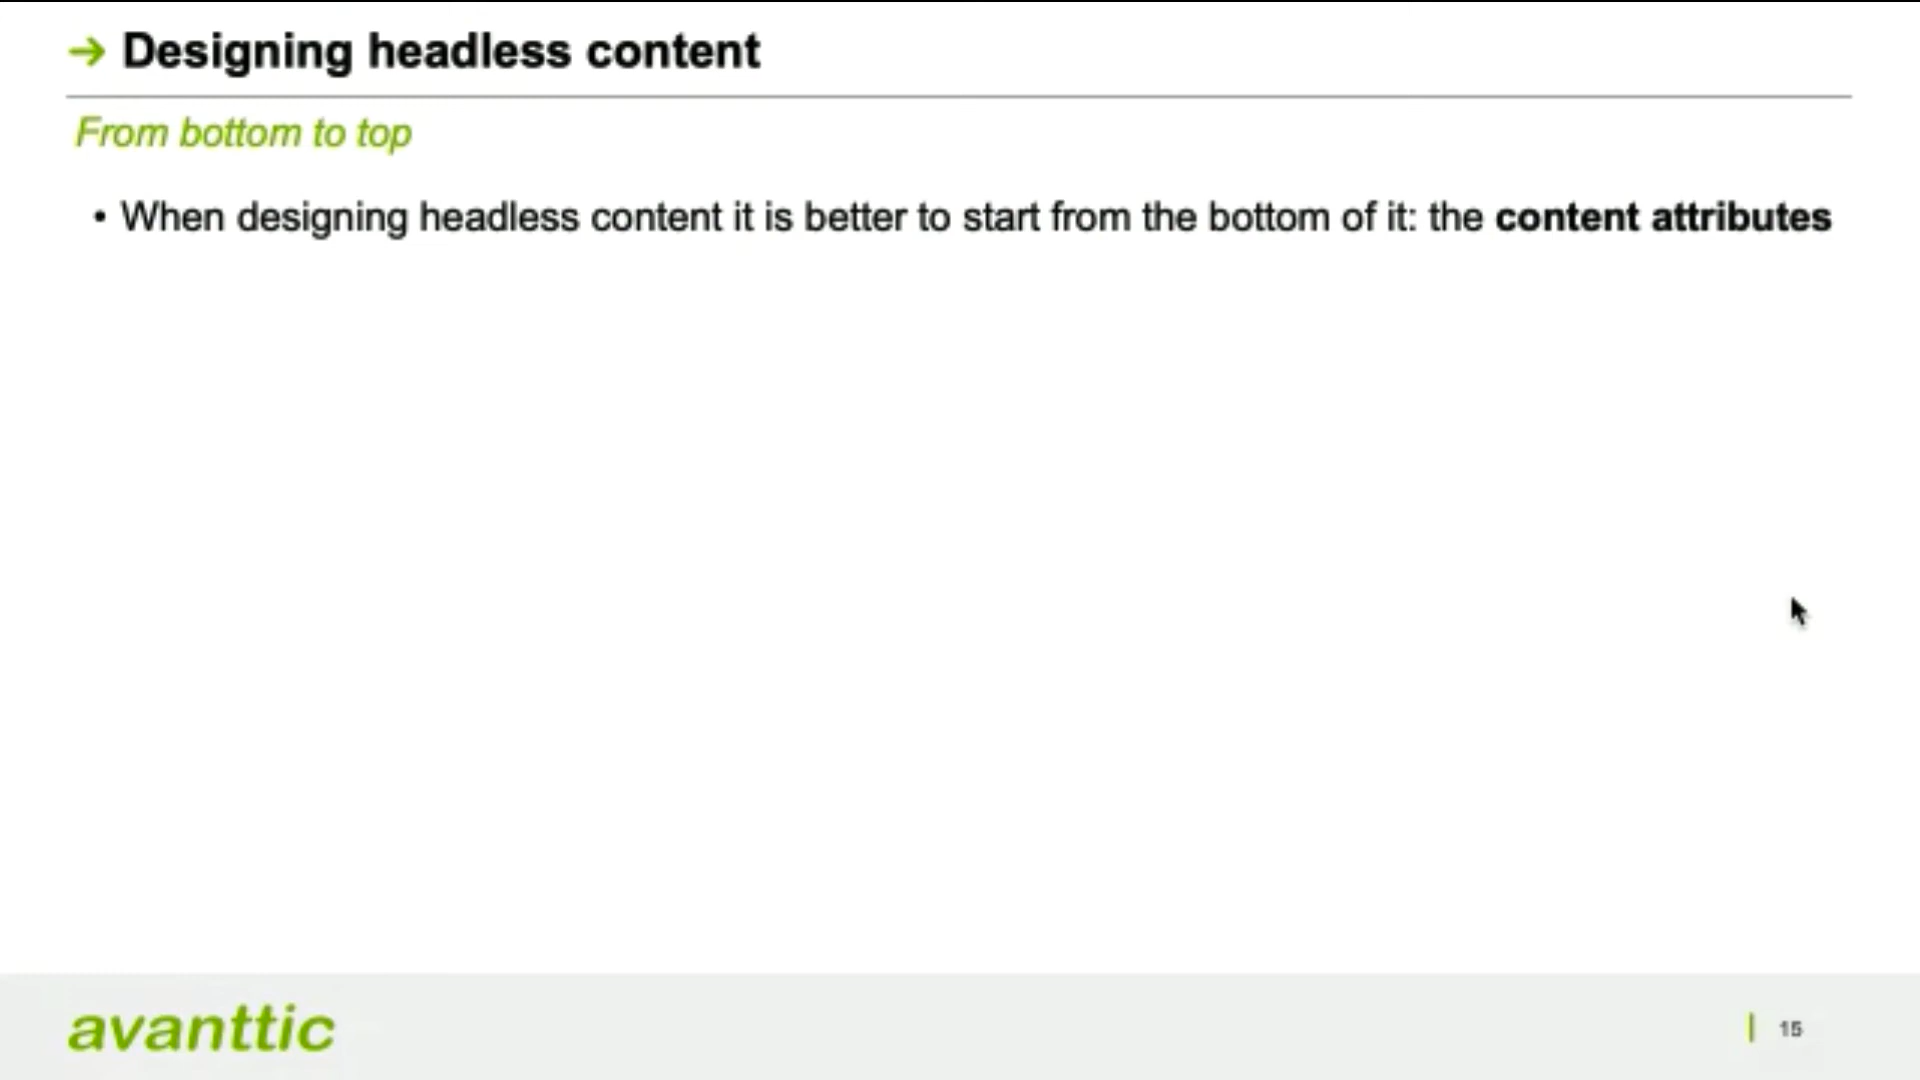 → Designing headless content
From bottom to top
• When designing headless content it is better to start from the bottom of it: the content attributes
avanttic
15